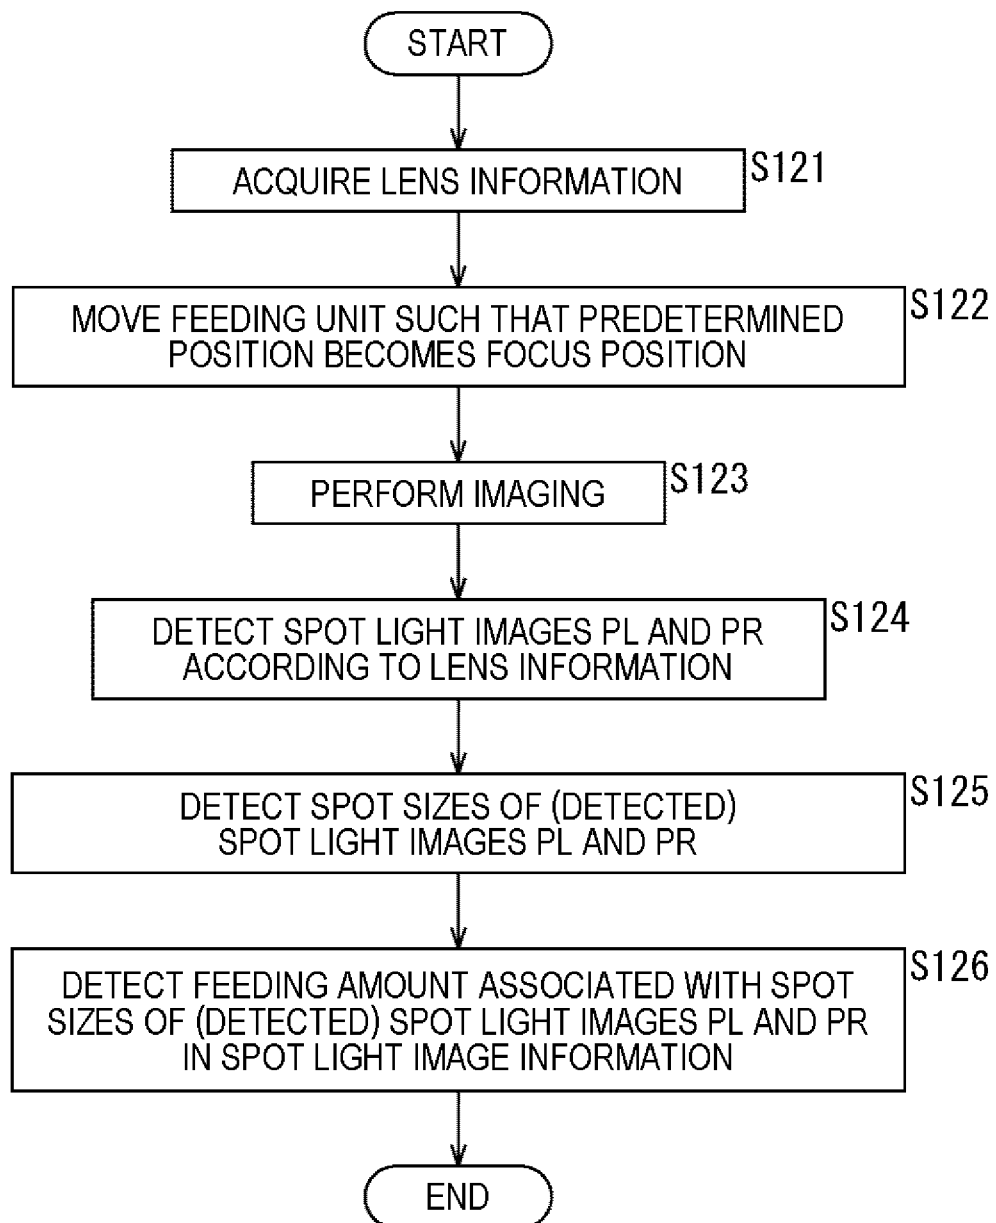 START
ACQUIRE LENS INFORMATION
S121
MOVE FEEDING UNIT SUCH THAT PREDETERMINED
POSITION BECOMES FOCUS POSITION
S122
PERFORM IMAGING
S123
DETECT SPOT LIGHT IMAGES PL AND PR
ACCORDING TO LENS INFORMATION
S124
DETECT SPOT SIZES OF (DETECTED)
SPOT LIGHT IMAGES PL AND PR
S125
DETECT FEEDING AMOUNT ASSOCIATED WITH SPOT
SIZES OF (DETECTED) SPOT LIGHT IMAGES PL AND PR
IN SPOT LIGHT IMAGE INFORMATION
S126
END